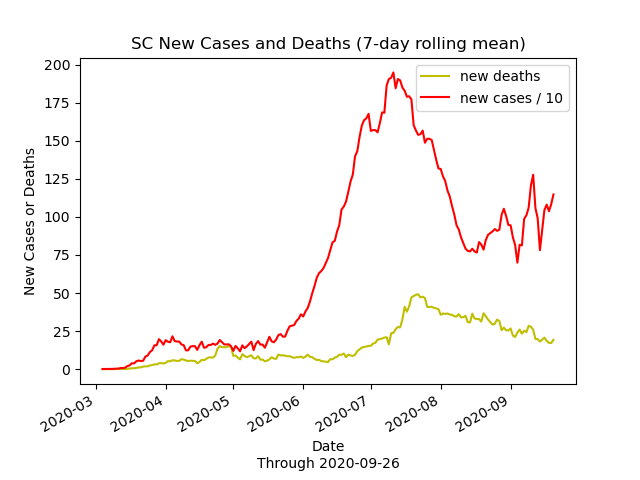 SC New Cases and Deaths (7-day rolling mean)
new deaths
new cases / 10
200
175
150
125
100
75
50
25
0
New Cases or Deaths
2020-03
2020-04
2020-05
2020-06
2020-07
2020-08
2020-09
Date
Through 2020-09-26